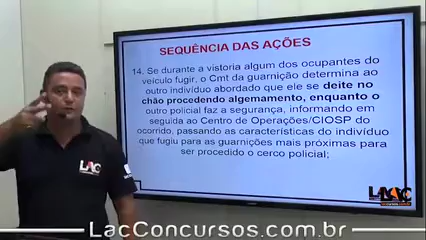 LAC
SEQUÊNCIA DAS AÇÕES
14. Se durante a vistoria algum dos ocupantes do
veículo fugir, o Cmt da guarnição determina ao
outro indivíduo abordado que ele se deite no
chão procedendo algemamento, enquanto o
outro policial faz a segurança, informando em
seguida ao Centro de Operações/CIOSP do
ocorrido, passando as características do indivíduo
que fugiu para as guarnições mais próximas para
ser procedido o cerco policial;
LAC
LAC
LacConcursos.com.br